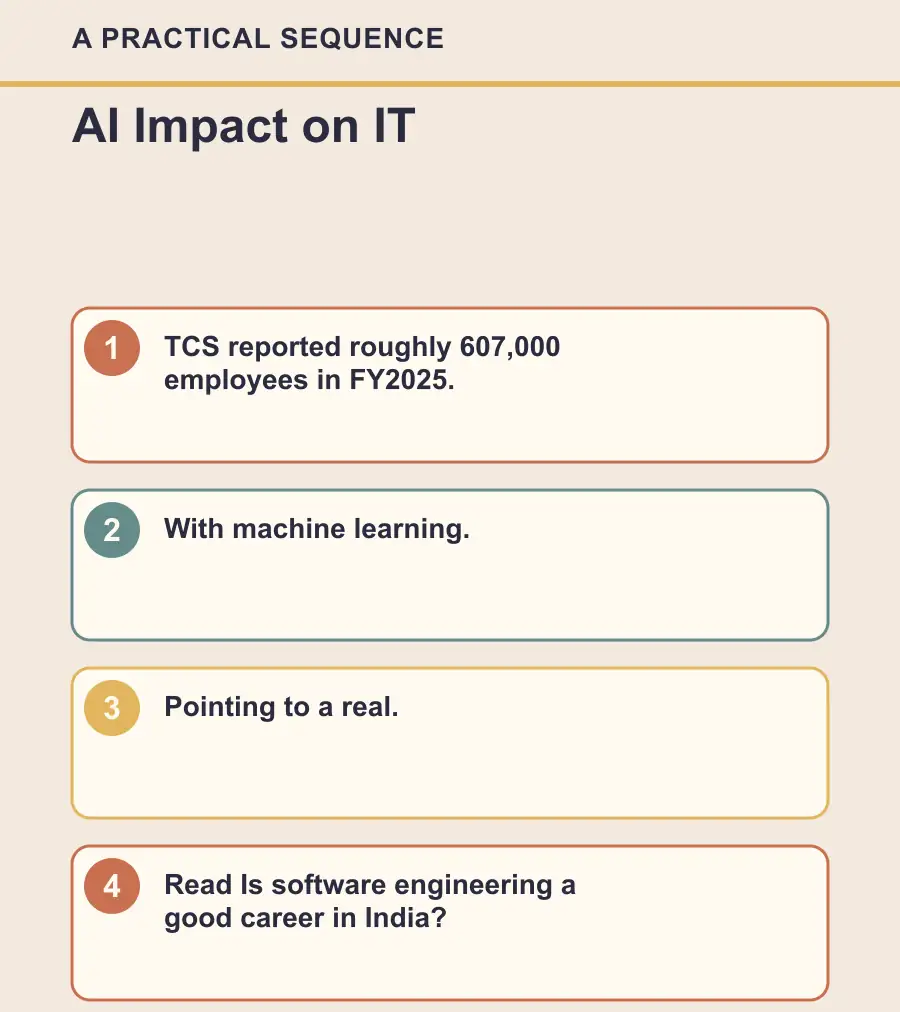 A PRACTICAL SEQUENCE
AI Impact on IT
1
TCS reported roughly 607,000
employees in FY2025.
2
With machine learning.
3
Pointing to a real.
4
Read Is software engineering a
good career in India?